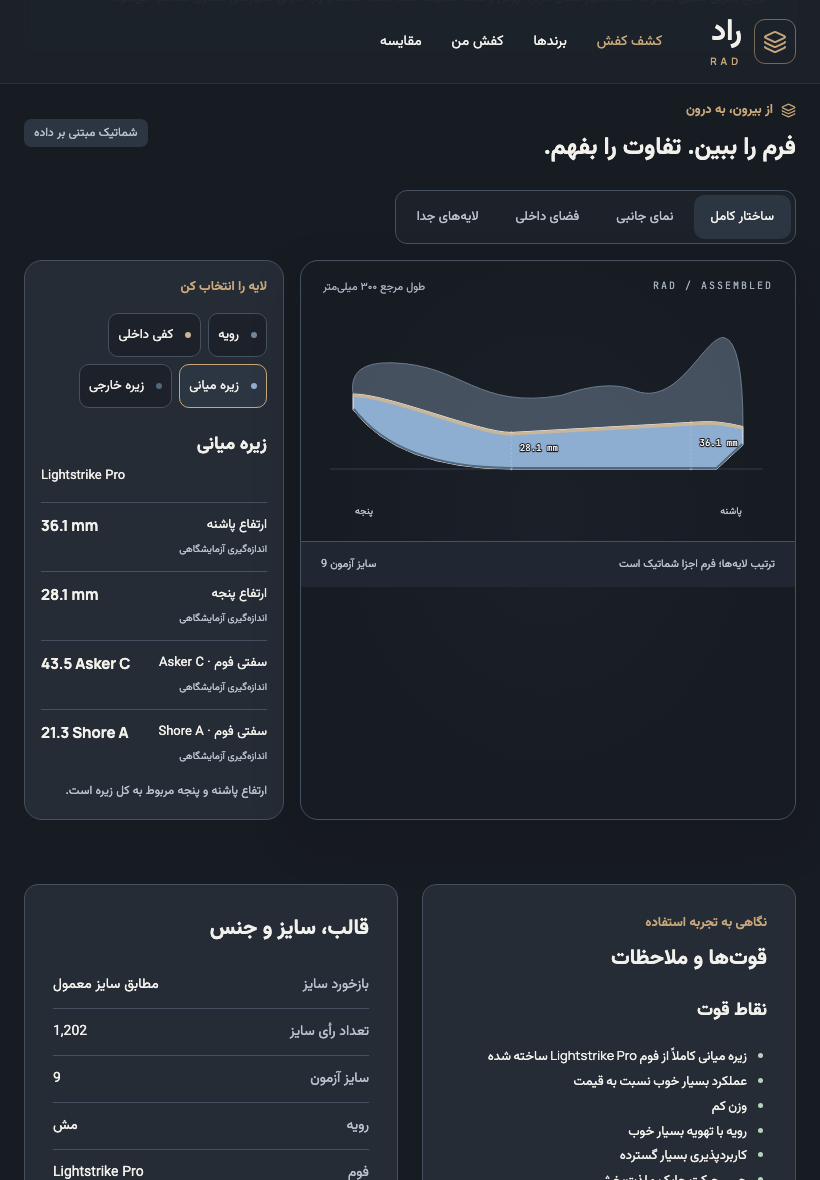 راد
RAD
کشف کفش
برندها
کفش من
مقایسه
از بیرون، به درون
فرم را ببین. تفاوت را بفهم.
شماتیک مبتنی بر داده
ساختار کامل
نمای جانبی
فضای داخلی
لایه‌های جدا
RAD / ASSEMBLED
طول مرجع ۳۰۰ میلی‌متر
28.1 mm
36.1 mm
پنجه
پاشنه
ترتیب لایه‌ها؛ فرم اجزا شماتیک است
سایز آزمون 9
لایه را انتخاب کن
رویه
کفی داخلی
زیره میانی
زیره خارجی
زیره میانی
Lightstrike Pro
ارتفاع پاشنه
36.1 mm
اندازه‌گیری آزمایشگاهی
ارتفاع پنجه
28.1 mm
اندازه‌گیری آزمایشگاهی
سفتی فوم · Asker C
43.5 Asker C
اندازه‌گیری آزمایشگاهی
سفتی فوم · Shore A
21.3 Shore A
اندازه‌گیری آزمایشگاهی
ارتفاع پاشنه و پنجه مربوط به کل زیره است.
نگاهی به تجربه استفاده
قوت‌ها و ملاحظات
نقاط قوت
زیره میانی کاملاً از فوم Lightstrike Pro ساخته شده
عملکرد بسیار خوب نسبت به قیمت
وزن کم
رویه با تهویه بسیار خوب
کاربردپذیری بسیار گسترده
قالب، سایز و جنس
بازخورد سایز
مطابق سایز معمول
تعداد رأی سایز
1,202
سایز آزمون
9
رویه
مش
فوم
Lightstrike Pro